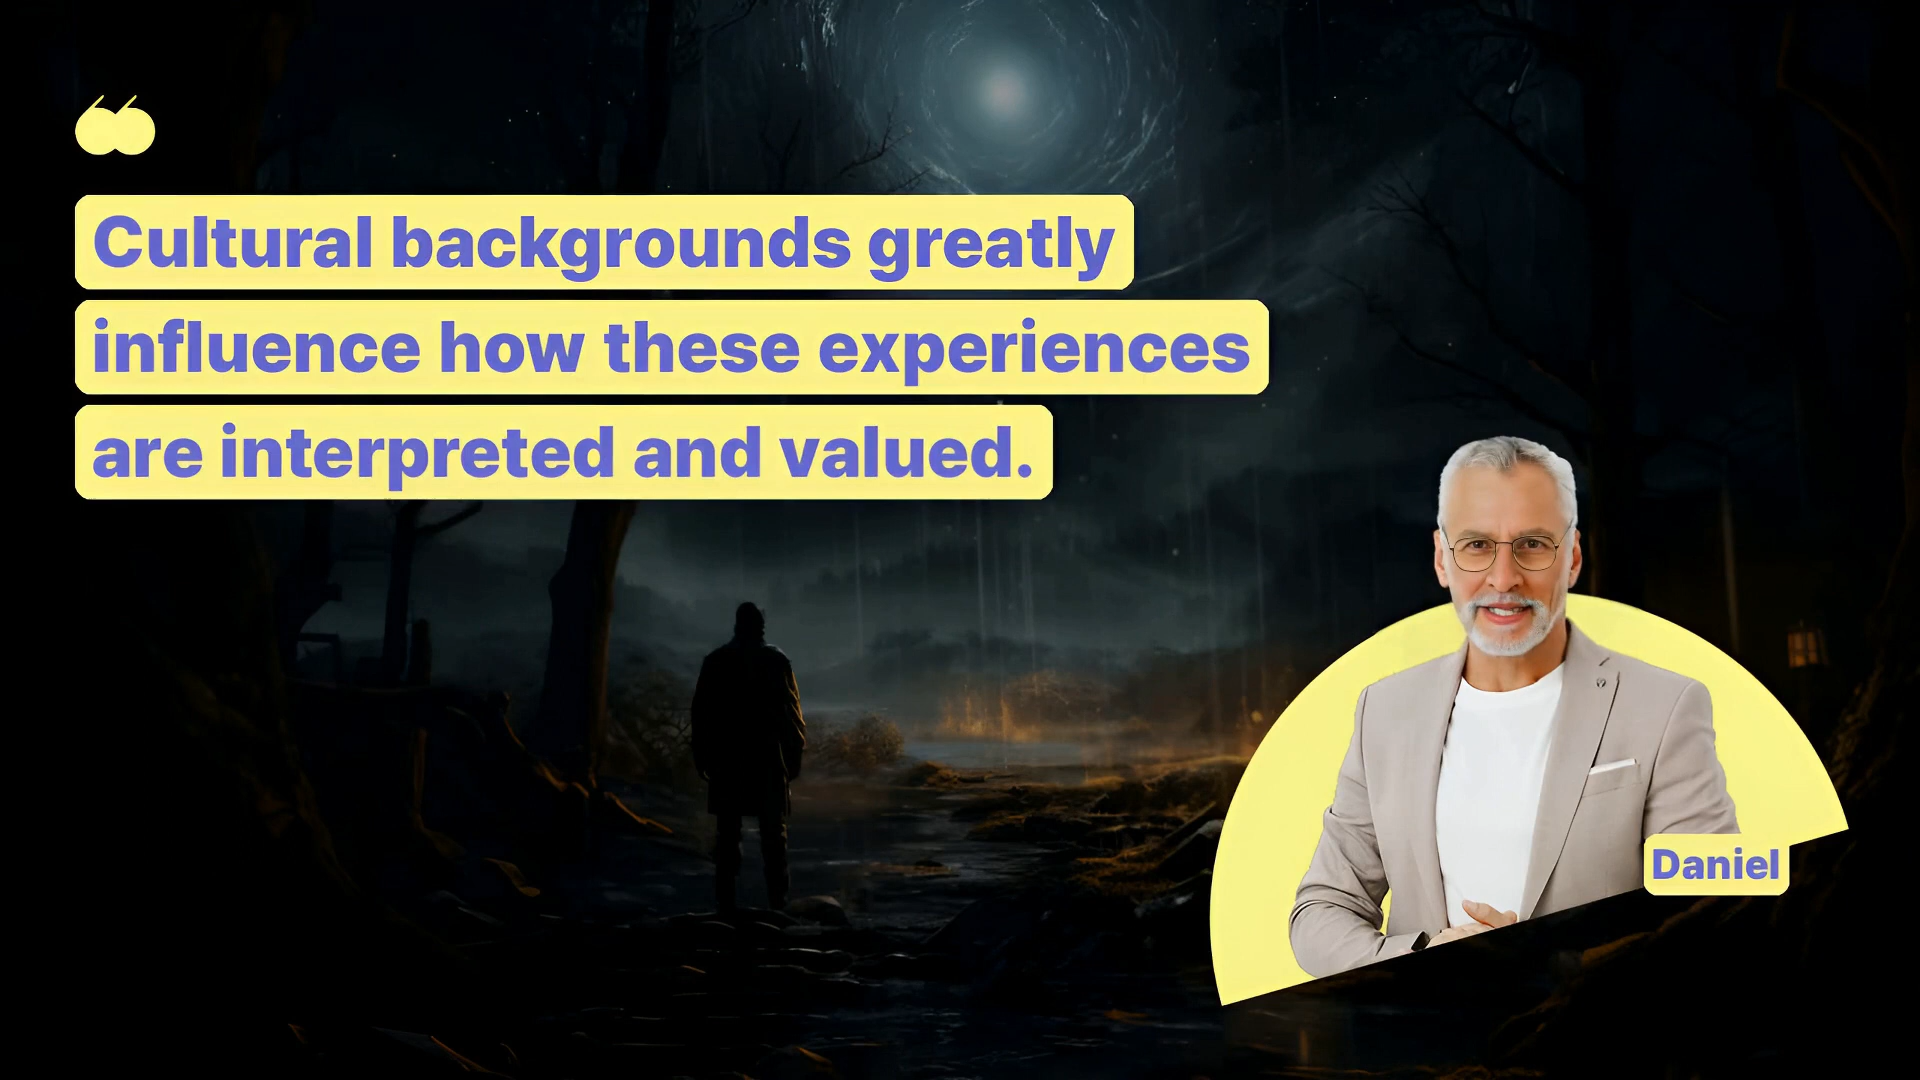 Cultural backgrounds greatly
influence how these experiences
are interpreted and valued.
Daniel